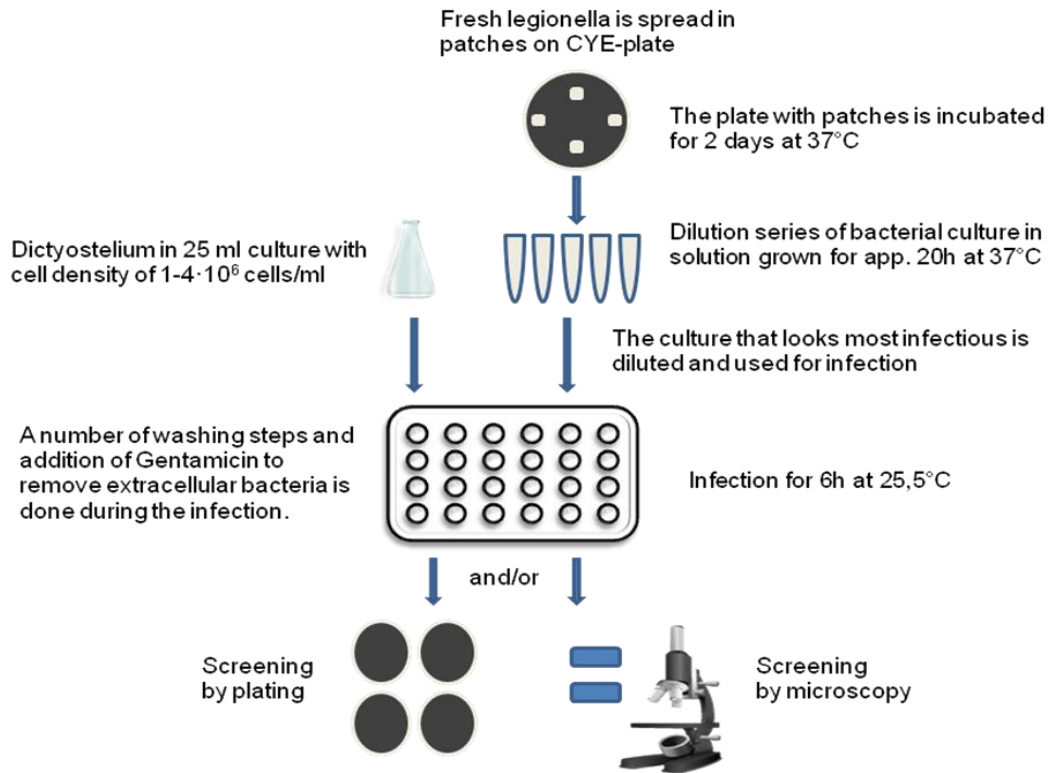 Fresh legionella is spread in
patches on CYE-plate
The plate with patches is incubated
for 2 days at 37°C
Dictyostelium in 25 ml culture with
cell density of 1-4·10⁶ cells/ml
Dilution series of bacterial culture in
solution grown for app. 20h at 37°C
The culture that looks most infectious is
diluted and used for infection
A number of washing steps and
addition of Gentamicin to
remove extracellular bacteria is
done during the infection.
Infection for 6h at 25,5°C
and/or
Screening
by plating
Screening
by microscopy